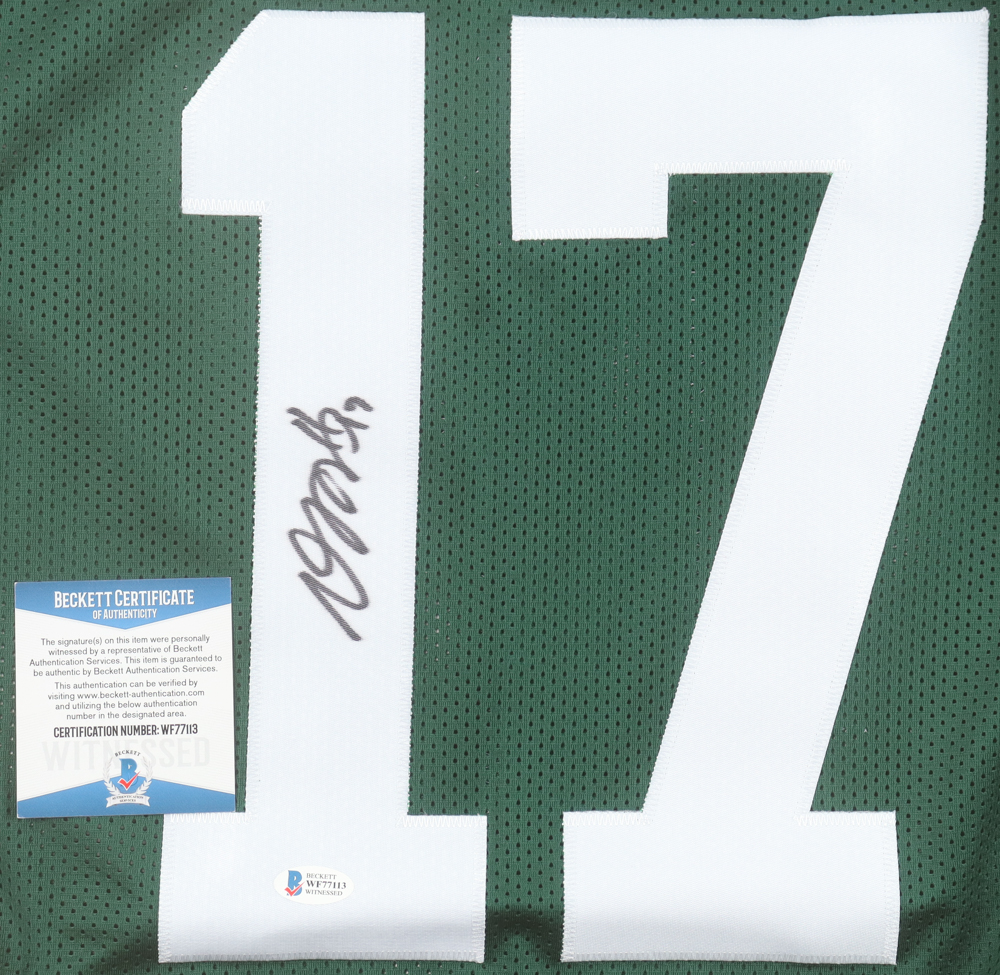 17
BECKETT CERTIFICATE
OF AUTHENTICITY
The signature(s) on this item were personally
witnessed by a representative of Beckett
Authentication Services. This item is guaranteed to
be authentic by Beckett Authentication Services.
This authentication can be verified by
visiting www.beckett-authentication.com
and utilizing the below authentication
number in the designated area.
CERTIFICATION NUMBER: WF77113
WITNESSED
BECKETT
B
AUTHENTICATION
SERVICES
B
BECKETT
WF77113
WITNESSED